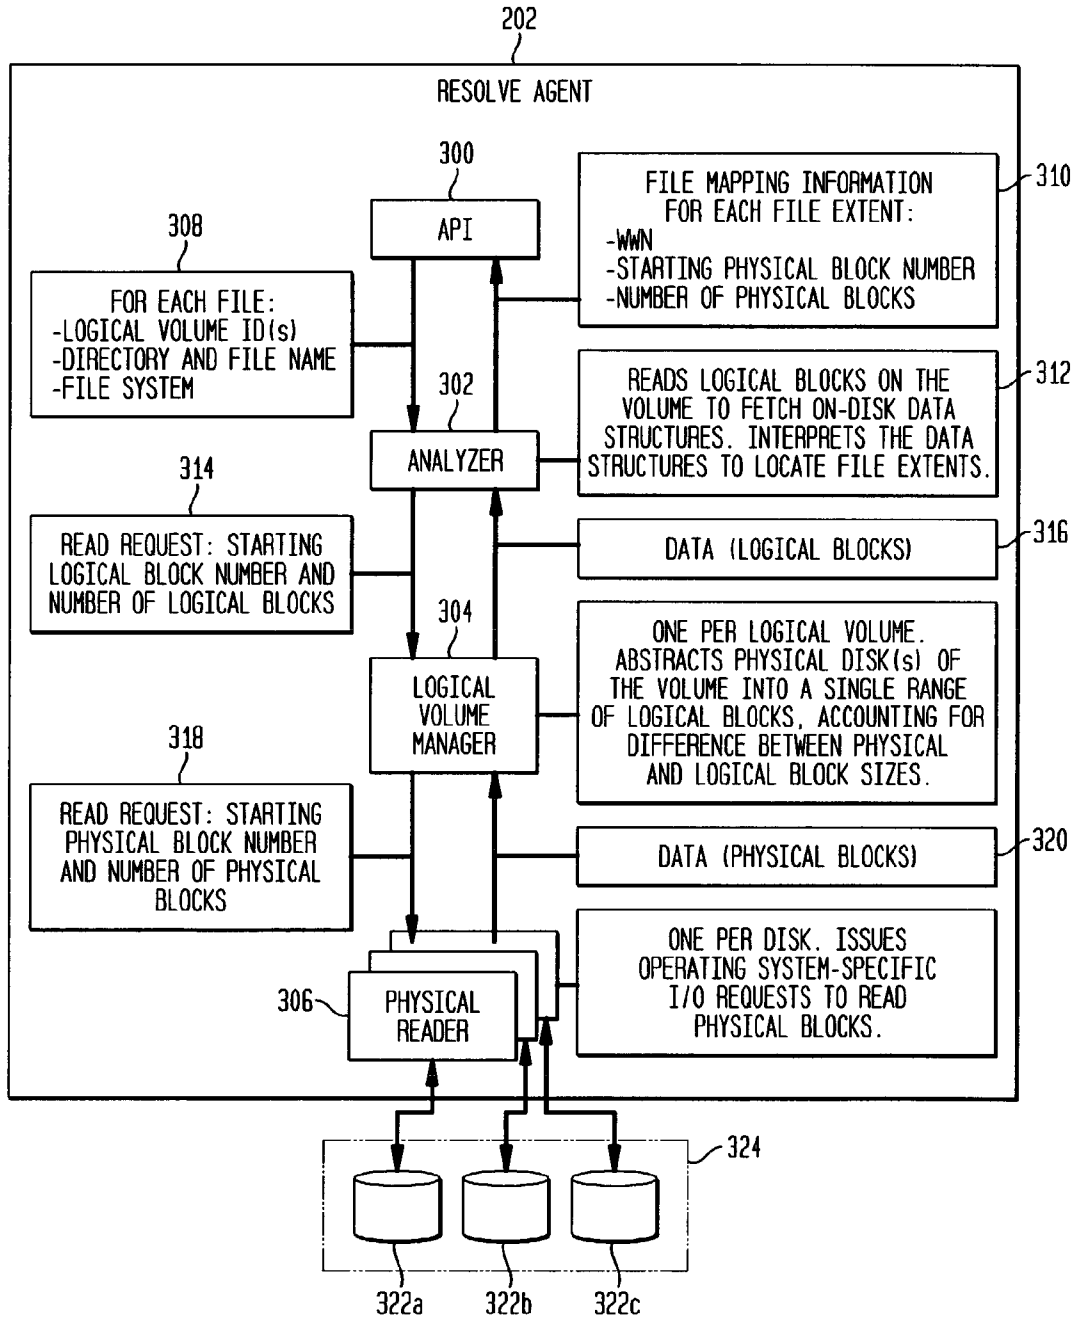 202
RESOLVE AGENT
300
API
310
FILE MAPPING INFORMATION
FOR EACH FILE EXTENT:
-WWN
-STARTING PHYSICAL BLOCK NUMBER
-NUMBER OF PHYSICAL BLOCKS
308
FOR EACH FILE:
-LOGICAL VOLUME ID(s)
-DIRECTORY AND FILE NAME
-FILE SYSTEM
302
ANALYZER
312
READS LOGICAL BLOCKS ON THE
VOLUME TO FETCH ON-DISK DATA
STRUCTURES. INTERPRETS THE DATA
STRUCTURES TO LOCATE FILE EXTENTS.
314
READ REQUEST: STARTING
LOGICAL BLOCK NUMBER AND
NUMBER OF LOGICAL BLOCKS
316
DATA (LOGICAL BLOCKS)
304
LOGICAL
VOLUME
MANAGER
ONE PER LOGICAL VOLUME.
ABSTRACTS PHYSICAL DISK(s) OF
THE VOLUME INTO A SINGLE RANGE
OF LOGICAL BLOCKS, ACCOUNTING FOR
DIFFERENCE BETWEEN PHYSICAL
AND LOGICAL BLOCK SIZES.
318
READ REQUEST: STARTING
PHYSICAL BLOCK NUMBER
AND NUMBER OF PHYSICAL
BLOCKS
320
DATA (PHYSICAL BLOCKS)
306
PHYSICAL
READER
ONE PER DISK. ISSUES
OPERATING SYSTEM-SPECIFIC
I/O REQUESTS TO READ
PHYSICAL BLOCKS.
324
322a
322b
322c